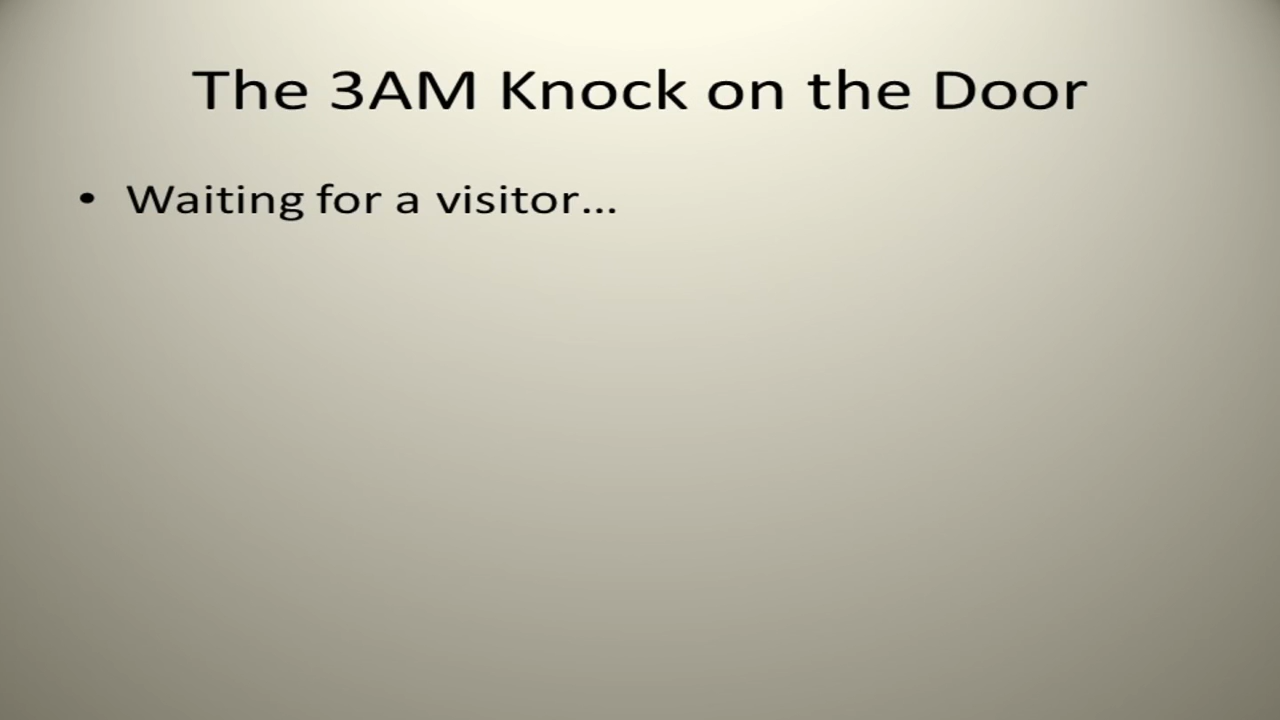 The 3AM Knock on the Door
• Waiting for a visitor...